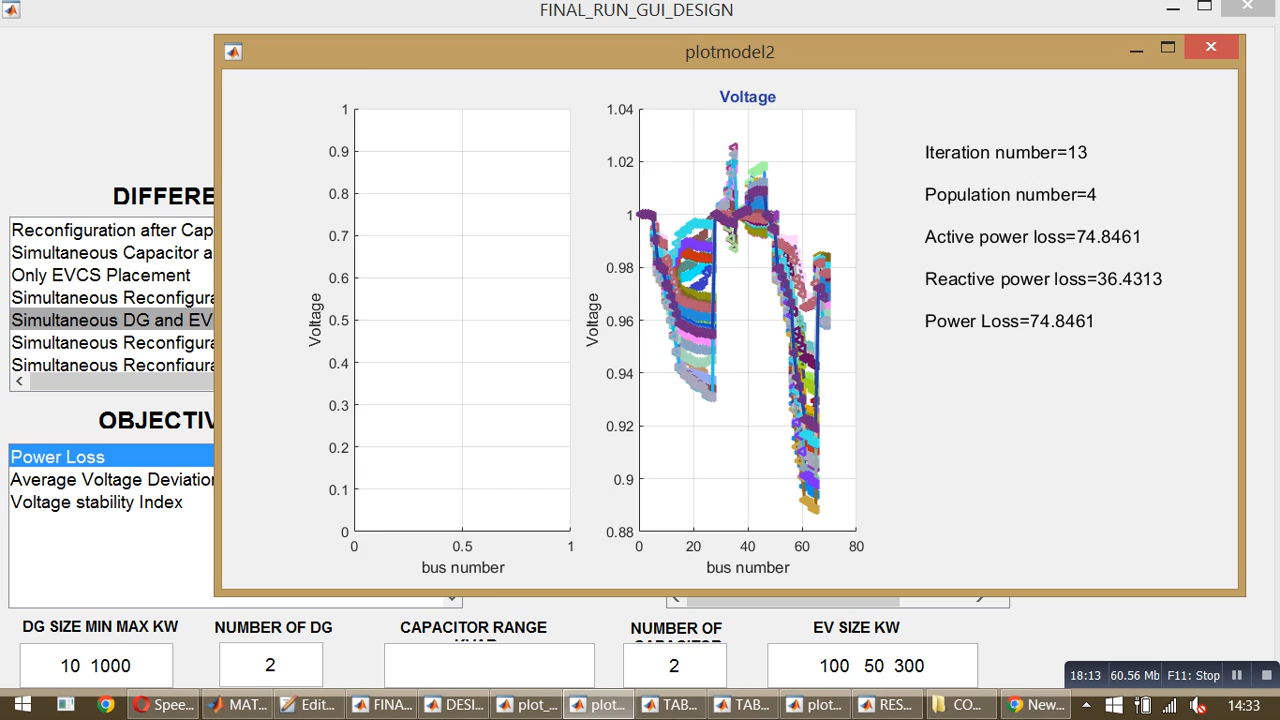 FINAL_RUN_GUI_DESIGN
plotmodel2
Voltage
1
0.9
0.8
0.7
0.6
0.5
0.4
0.3
0.2
0.1
0
0 0.5 1
bus number
Voltage
1.04
1.02
1
0.98
0.96
0.94
0.92
0.9
0.88
0 20 40 60 80
bus number
Voltage
Iteration number=13
Population number=4
Active power loss=74.8461
Reactive power loss=36.4313
Power Loss=74.8461
DIFFERE
Reconfiguration after Cap
Simultaneous Capacitor a
Only EVCS Placement
Simultaneous Reconfigura
Simultaneous DG and EV
Simultaneous Reconfigura
Simultaneous Reconfigura
OBJECTIV
Power Loss
Average Voltage Deviation
Voltage stability Index
DG SIZE MIN MAX KW
10 1000
NUMBER OF DG
2
CAPACITOR RANGE
KVAR
NUMBER OF
CAPACITOR
2
EV SIZE KW
100 50 300
18:13 60.56 Mb F11: Stop
Spee... MAT... Edit... FINA... DESI... plot_... plot... TAB... TAB... plot... RES... CO... New... 14:33